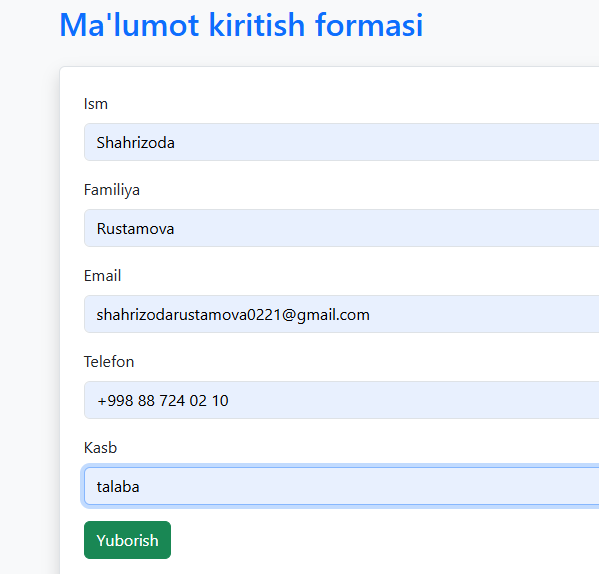 Ma'lumot kiritish formasi
Ism
Shahrizoda
Familiya
Rustamova
Email
shahrizodarustamova0221@gmail.com
Telefon
+998 88 724 02 10
Kasb
talaba
Yuborish